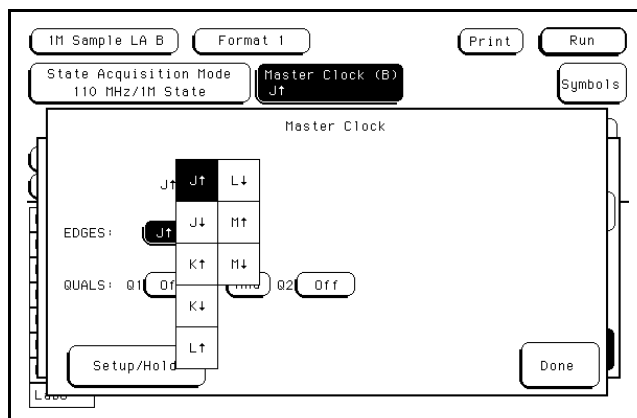 1M Sample LA B Format 1 Print Run
State Acquisition Mode
110 MHz/1M State
Master Clock (B)
J↑
Symbols
Master Clock
J↑
J↑ L↓
J↓ M↑
K↑ M↓
K↓
L↑
EDGES: J↑
QUALS: Q1 Q2 Off
Setup/Hold
Done